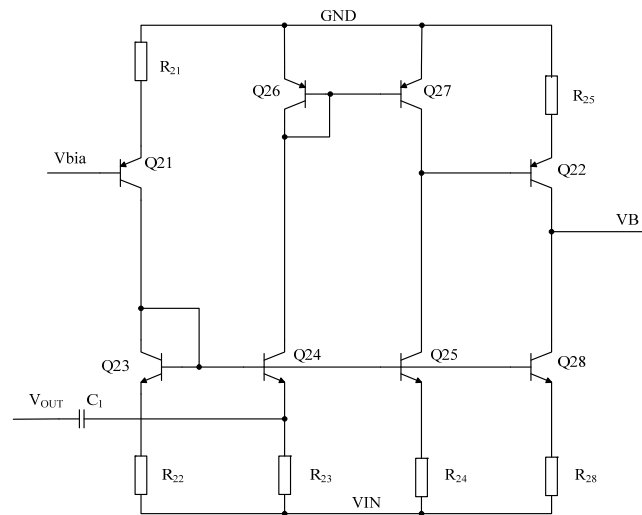 GND
R21
Q26
Q27
R25
Vbia
Q21
Q22
VB
Q23
Q24
Q25
Q28
VOUT
C1
R22
R23
R24
R28
VIN